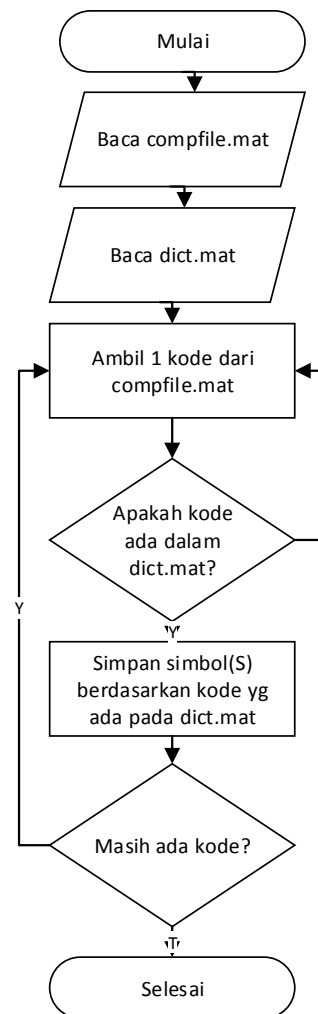 Mulai
Baca compfile.mat
Baca dict.mat
Ambil 1 kode dari
compfile.mat
Apakah kode
ada dalam
dict.mat?
Y
Y
Simpan simbol(S)
berdasarkan kode yg
ada pada dict.mat
Masih ada kode?
T
Selesai